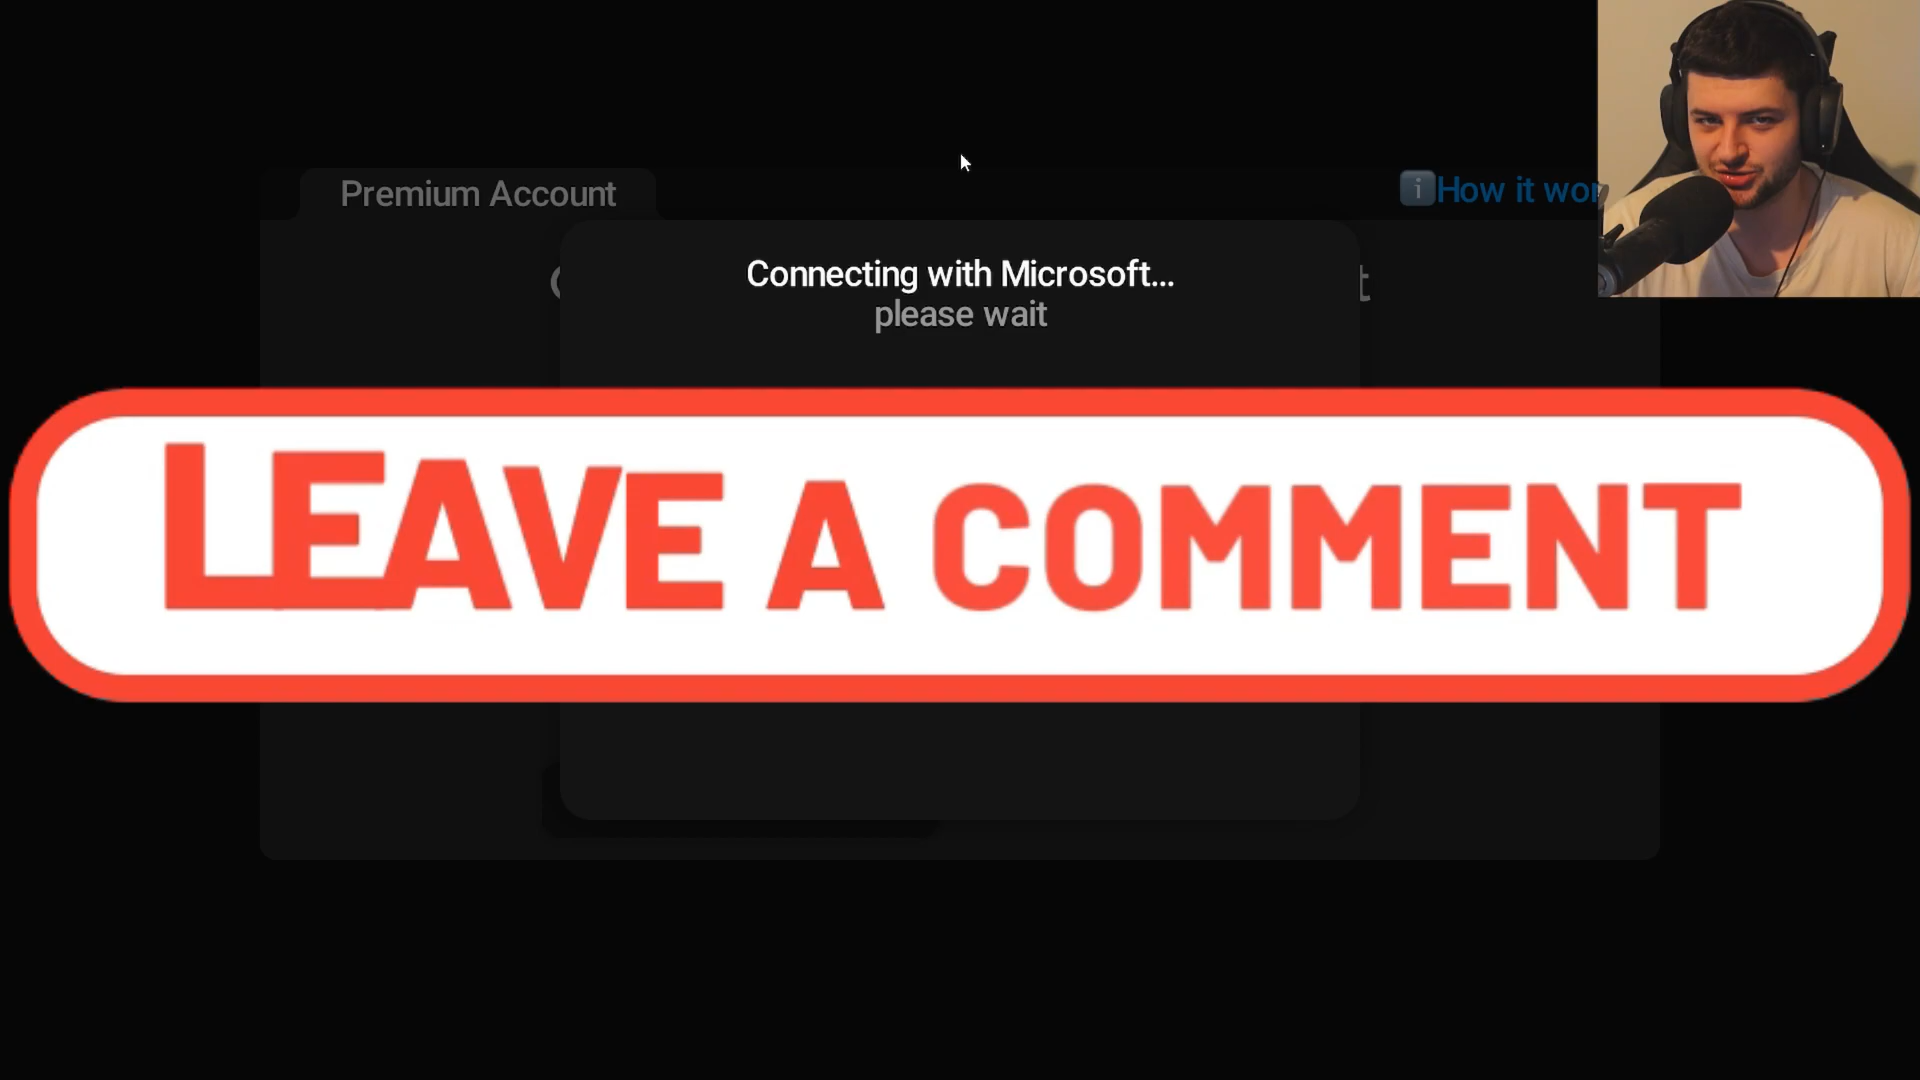 Premium Account
How it wor
Connecting with Microsoft...
please wait
LEAVE A COMMENT